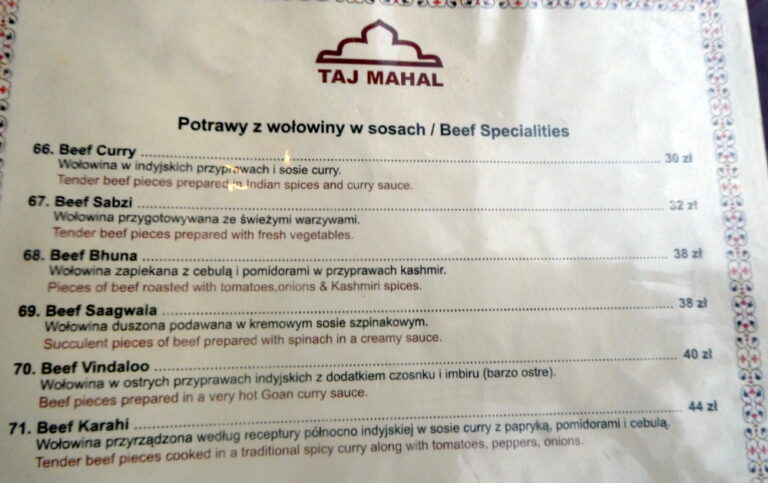 TAJ MAHAL
Potrawy z wołowiny w sosach / Beef Specialities
66. Beef Curry ........ 30 zł
Wołowina w indyjskich przyprawach i sosie curry.
Tender beef pieces prepared in Indian spices and curry sauce.
67. Beef Sabzi ........ 32 zł
Wołowina przygotowywana ze świeżymi warzywami.
Tender beef pieces prepared with fresh vegetables.
68. Beef Bhuna ........ 38 zł
Wołowina zapiekana z cebulą i pomidorami w przyprawach kashmir.
Pieces of beef roasted with tomatoes,onions & Kashmiri spices.
69. Beef Saagwala ........ 38 zł
Wołowina duszona podawana w kremowym sosie szpinakowym.
Succulent pieces of beef prepared with spinach in a creamy sauce.
70. Beef Vindaloo ........ 40 zł
Wołowina w ostrych przyprawach indyjskich z dodatkiem czosnku i imbiru (barzo ostre).
Beef pieces prepared in a very hot Goan curry sauce.
71. Beef Karahi ........ 44 zł
Wołowina przyrządzona według receptury północno indyjskiej w sosie curry z papryką, pomidorami i cebulą.
Tender beef pieces cooked in a traditional spicy curry along with tomatoes, peppers, onions.